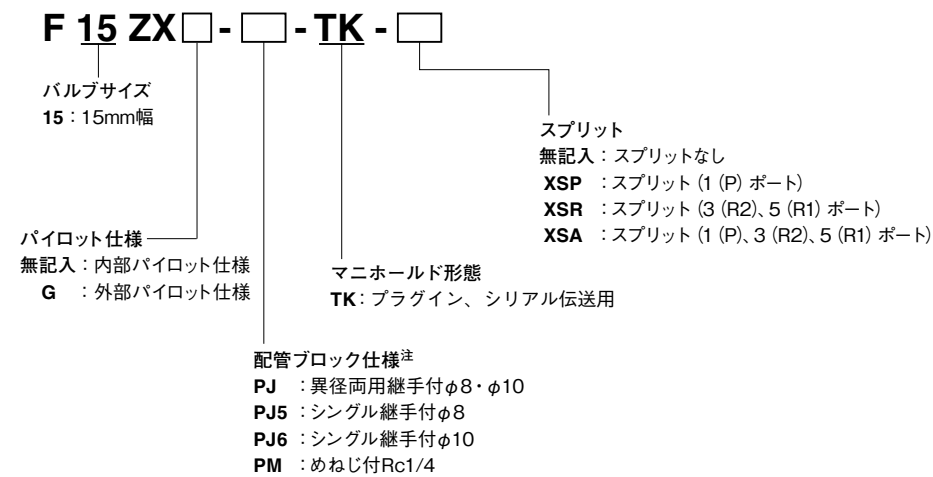 F 15 ZX□-□-TK-□
バルブサイズ
15：15mm幅
スプリット
無記入：スプリットなし
XSP ：スプリット（1（P）ポート）
XSR ：スプリット（3（R2）、5（R1）ポート）
XSA ：スプリット（1（P）、3（R2）、5（R1）ポート）
パイロット仕様
無記入：内部パイロット仕様
G ：外部パイロット仕様
マニホールド形態
TK：プラグイン、シリアル伝送用
配管ブロック仕様注
PJ ：異径両用継手付φ8・φ10
PJ5 ：シングル継手付φ8
PJ6 ：シングル継手付φ10
PM ：めねじ付Rc1/4